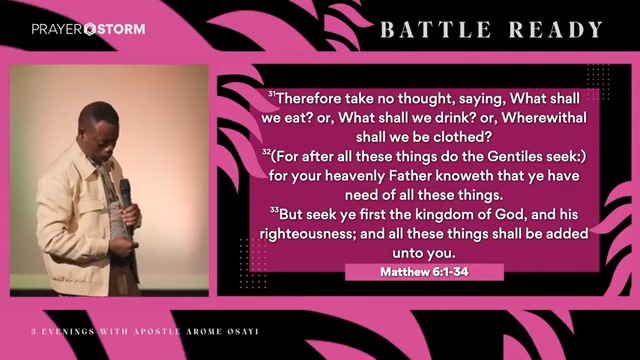 PRAYER STORM
BATTLE READY
31Therefore take no thought, saying, What shall
we eat? or, What shall we drink? or, Wherewithal
shall we be clothed?
32(For after all these things do the Gentiles seek:)
for your heavenly Father knoweth that ye have
need of all these things.
33But seek ye first the kingdom of God, and his
righteousness; and all these things shall be added
unto you.
Matthew 6:1-34
3 EVENINGS WITH APOSTLE AROME OSAYI